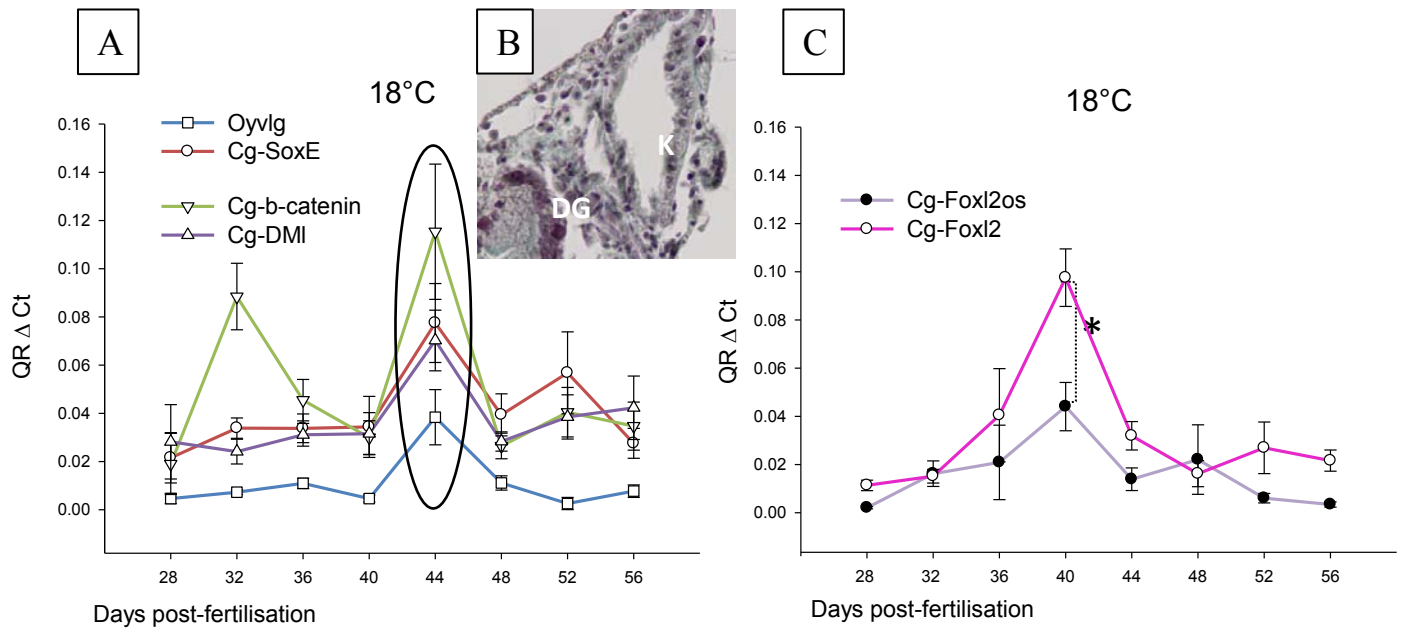 A
18°C
Oyvlg
Cg-SoxE
Cg-b-catenin
Cg-DMl
0.16
0.14
0.12
0.10
0.08
0.06
0.04
0.02
0.00
QR Δ Ct
28 32 36 40 44 48 52 56
Days post-fertilisation
B
K
DG
C
18°C
Cg-Foxl2os
Cg-Foxl2
0.16
0.14
0.12
0.10
0.08
0.06
0.04
0.02
0.00
QR Δ Ct
*
28 32 36 40 44 48 52 56
Days post-fertilisation